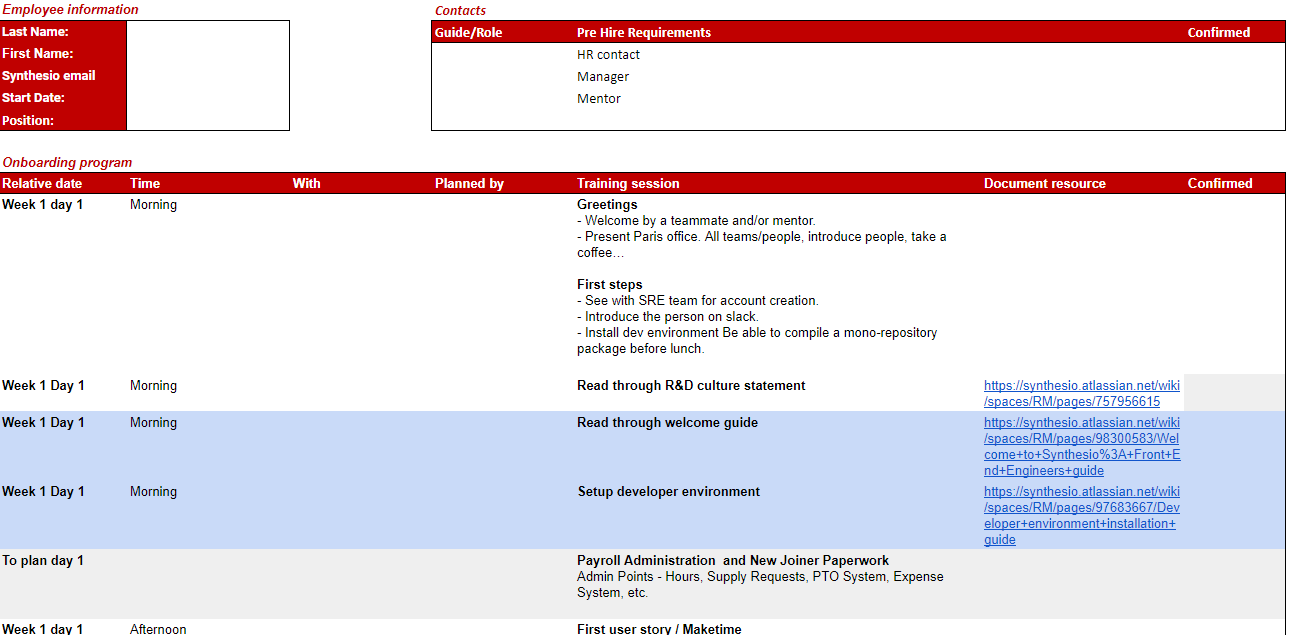 Employee information
Contacts
Last Name:
Guide/Role Pre Hire Requirements Confirmed
First Name:
HR contact
Synthesio email
Manager
Start Date:
Mentor
Position:
Onboarding program
Relative date Time With Planned by Training session Document resource Confirmed
Week 1 day 1 Morning Greetings
- Welcome by a teammate and/or mentor.
- Present Paris office. All teams/people, introduce people, take a
coffee…
First steps
- See with SRE team for account creation.
- Introduce the person on slack.
- Install dev environment Be able to compile a mono-repository
package before lunch.
Week 1 Day 1 Morning Read through R&D culture statement https://synthesio.atlassian.net/wiki
/spaces/RM/pages/757956615
Week 1 Day 1 Morning Read through welcome guide https://synthesio.atlassian.net/wiki
/spaces/RM/pages/98300583/Wel
come+to+Synthesio%3A+Front+E
nd+Engineers+guide
Week 1 Day 1 Morning Setup developer environment https://synthesio.atlassian.net/wiki
/spaces/RM/pages/97683667/Dev
eloper+environment+installation+
guide
To plan day 1 Payroll Administration and New Joiner Paperwork
Admin Points - Hours, Supply Requests, PTO System, Expense
System, etc.
Week 1 day 1 Afternoon First user story / Maketime